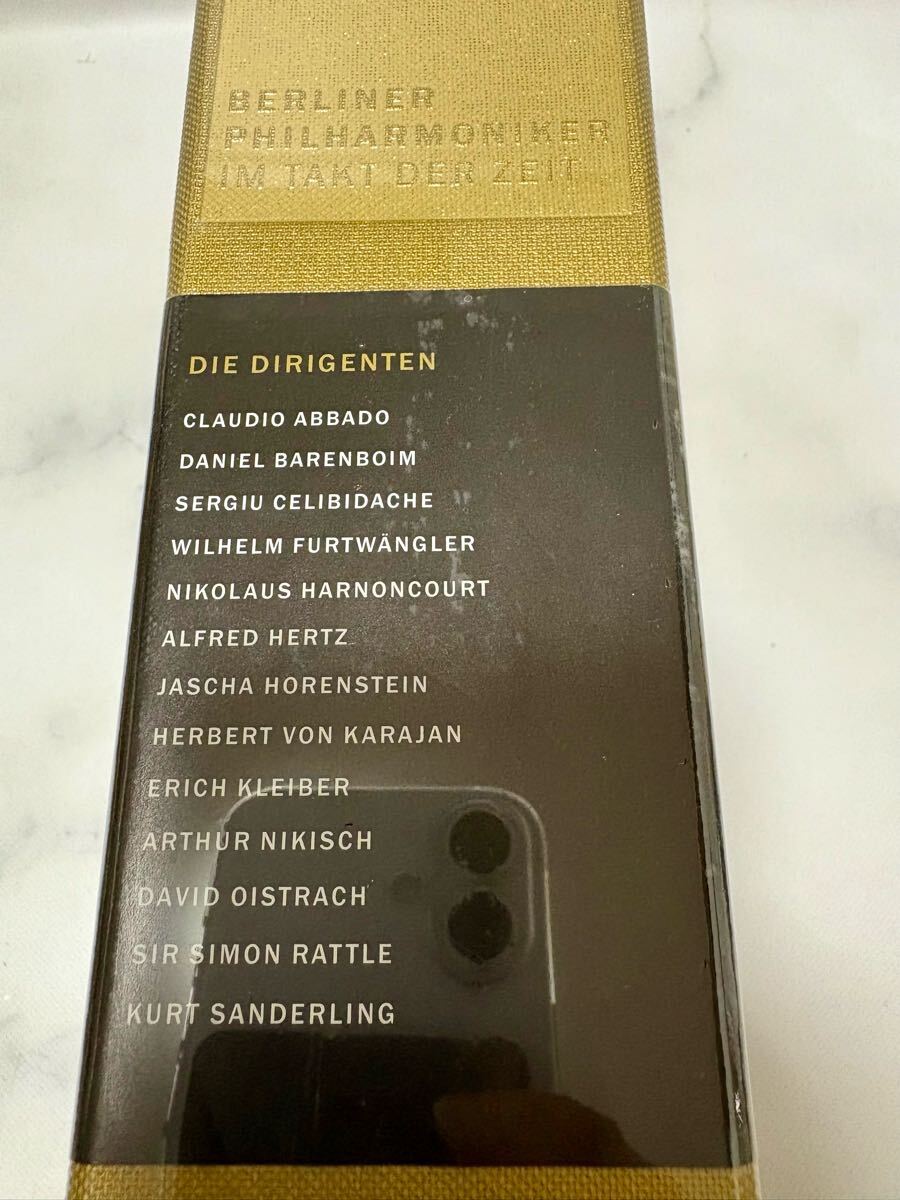 BERLINER
PHILHARMONIKER
IM TAKT DER ZEIT
DIE DIRIGENTEN
CLAUDIO ABBADO
DANIEL BARENBOIM
SERGIU CELIBIDACHE
WILHELM FURTWÄNGLER
NIKOLAUS HARNONCOURT
ALFRED HERTZ
JASCHA HORENSTEIN
HERBERT VON KARAJAN
ERICH KLEIBER
ARTHUR NIKISCH
DAVID OISTRACH
SIR SIMON RATTLE
KURT SANDERLING